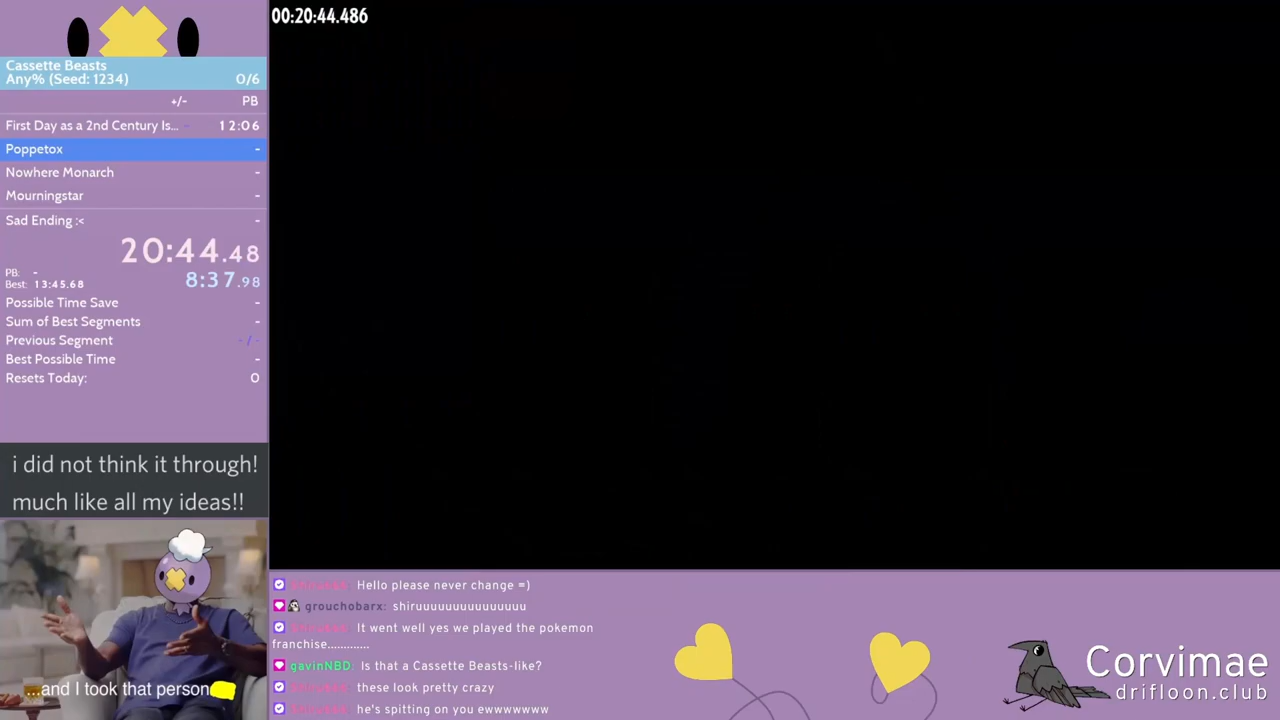 00:20:44.486
Cassette Beasts
Any% (Seed: 1234) 0/6
+/- PB
First Day as a 2nd Century Is... - 12:06
Poppetox -
Nowhere Monarch -
Mourningstar -
Sad Ending :< -
20:44.48
PB: -
Best: 13:45.68
8:37.98
Possible Time Save -
Sum of Best Segments -
Previous Segment - / -
Best Possible Time -
Resets Today: 0
i did not think it through!
much like all my ideas!!
...and I took that person
Hello please never change =)
grouchobarx: shiruuuuuuuuuuuuuuu
It went well yes we played the pokemon
franchise.............
gavinNBD: Is that a Cassette Beasts-like?
these look pretty crazy
he's spitting on you ewwwwwww
Corvimae
drifloon.club